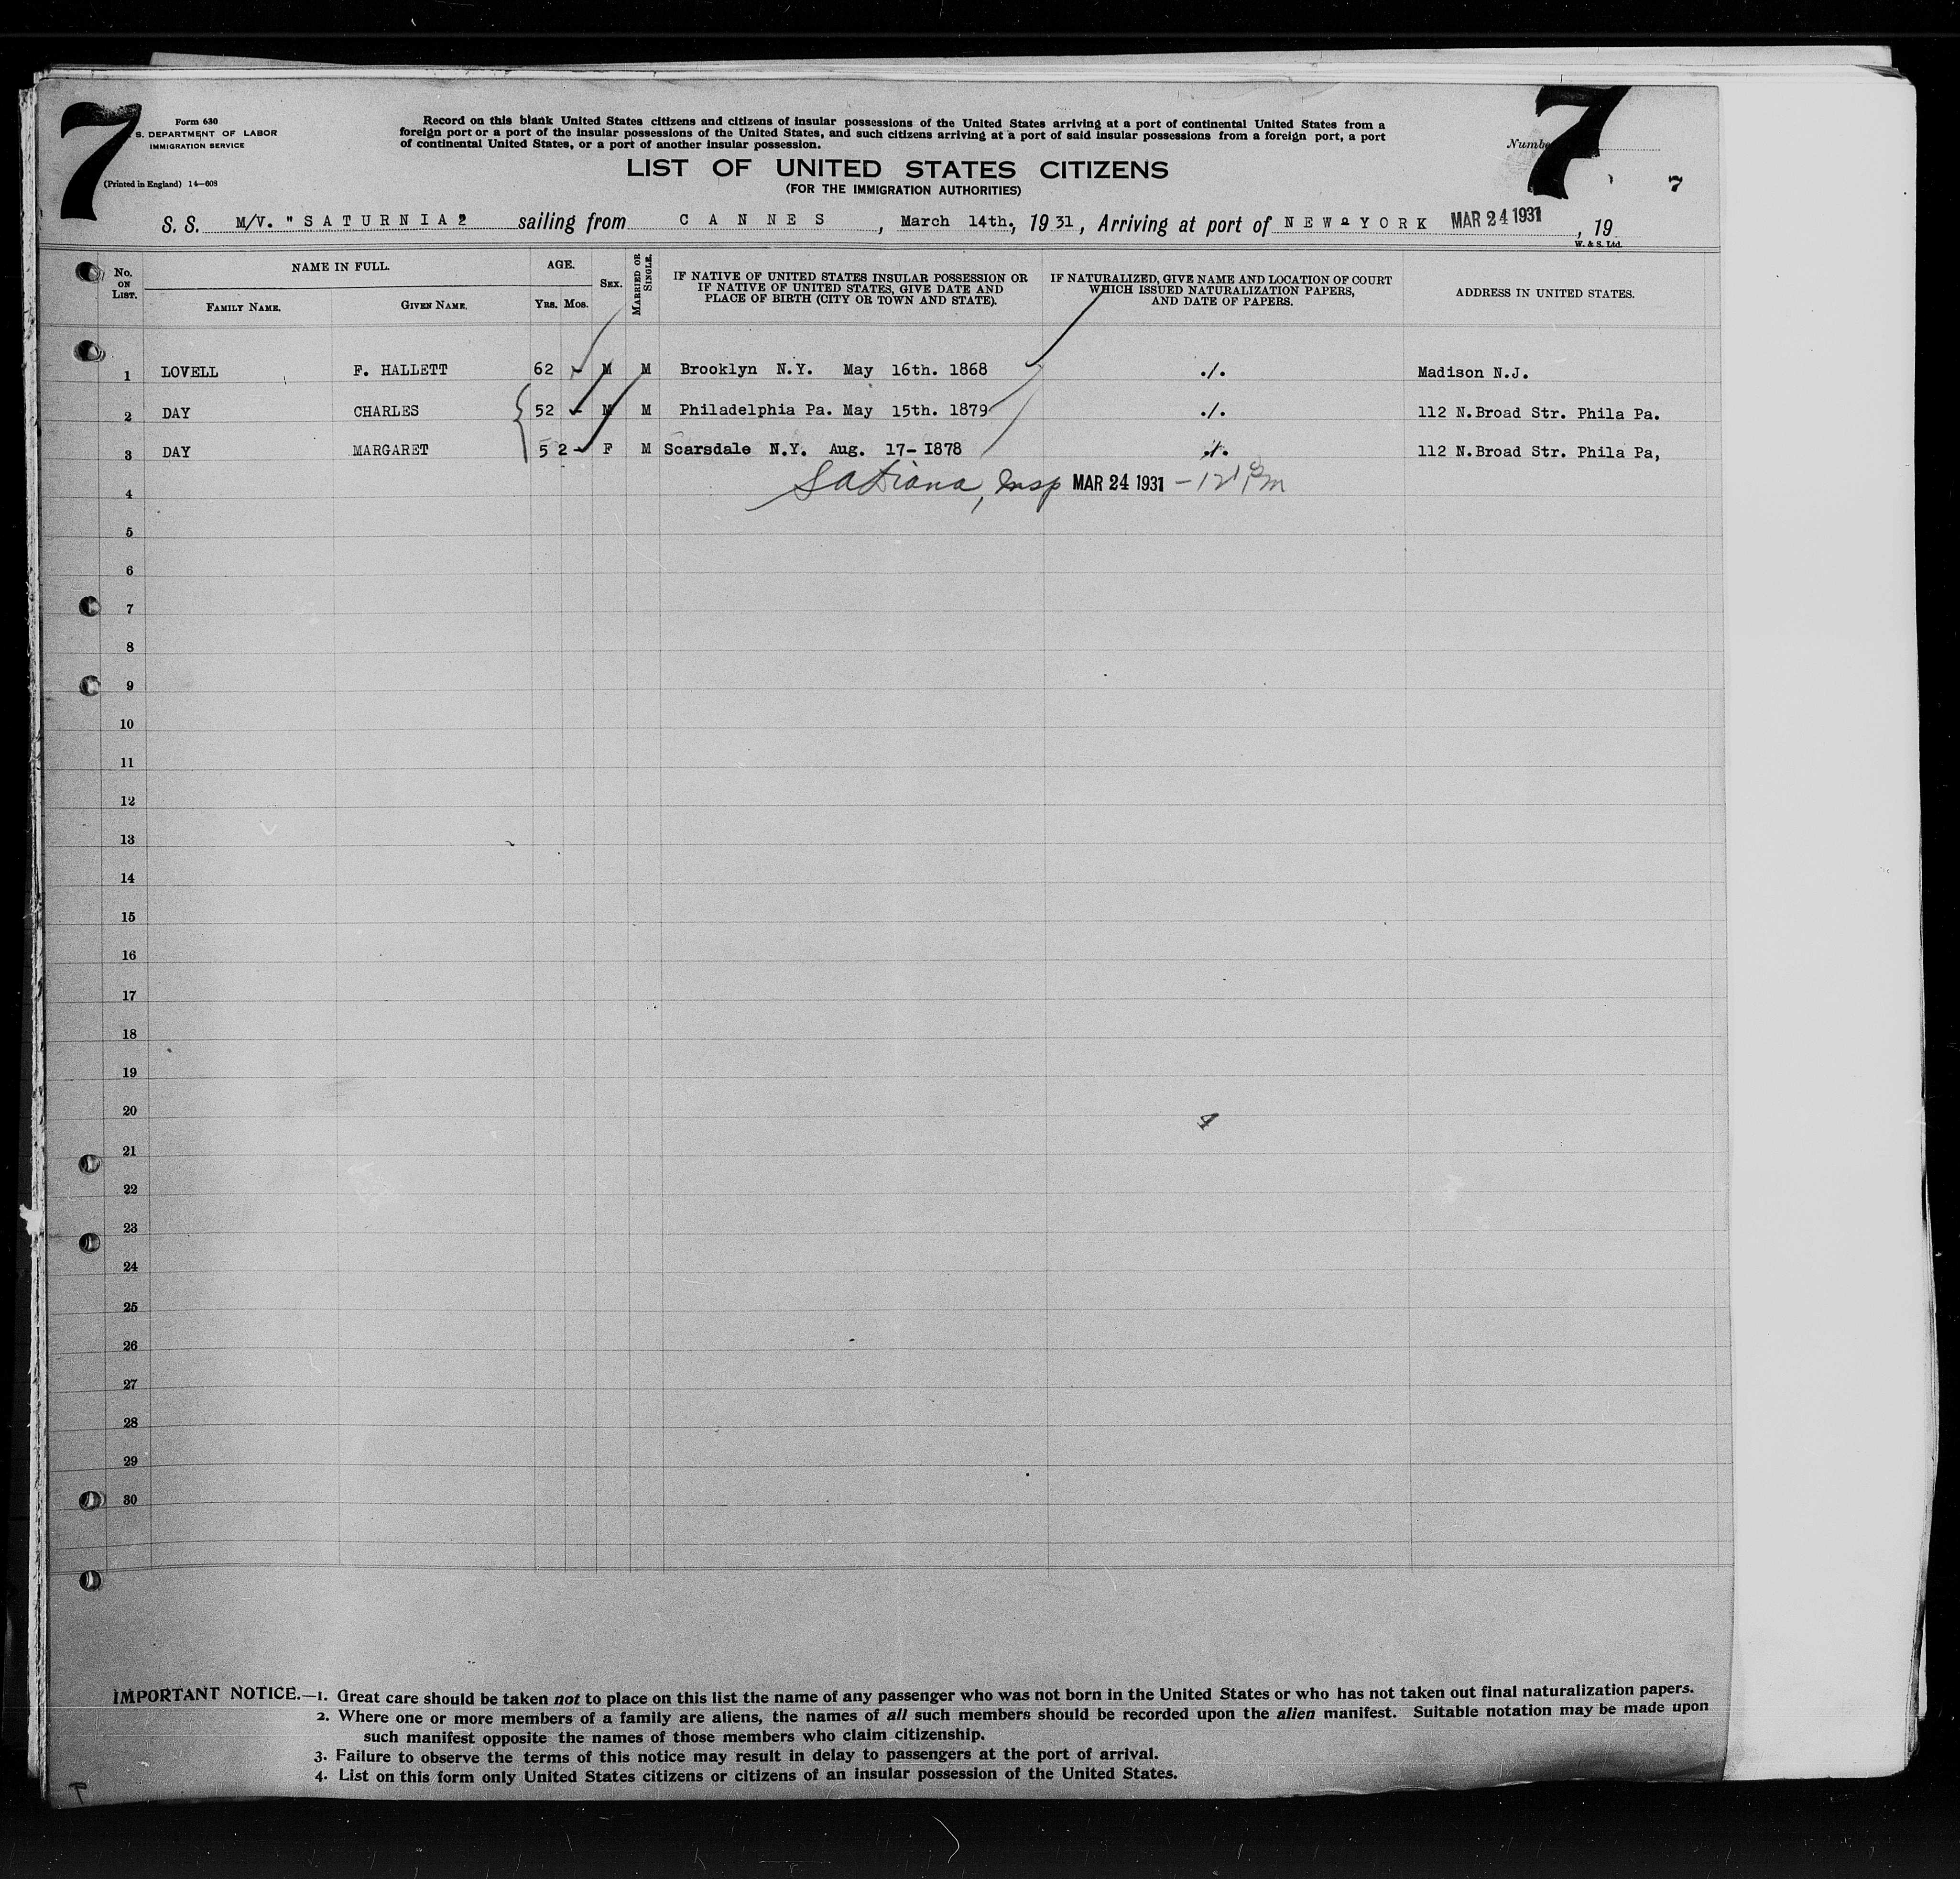 7
Form 630
S. DEPARTMENT OF LABOR
IMMIGRATION SERVICE
(Printed in England) 14—608
Record on this blank United States citizens and citizens of insular possessions of the United States arriving at a port of continental United States from a
foreign port or a port of the insular possessions of the United States, and such citizens arriving at a port of said insular possessions from a foreign port, a port
of continental United States, or a port of another insular possession.
7
7
LIST OF UNITED STATES CITIZENS
(FOR THE IMMIGRATION AUTHORITIES)
S. S. M/V. "SATURNIA2 sailing from CANNES, March 14th., 1931, Arriving at port of NEW YORK MAR 24 1931, 19
W. & S. Ltd.
No. ON LIST. NAME IN FULL. FAMILY NAME. GIVEN NAME. AGE. YRS. MOS. SEX. MARRIED OR SINGLE. IF NATIVE OF UNITED STATES INSULAR POSSESSION OR IF NATIVE OF UNITED STATES, GIVE DATE AND PLACE OF BIRTH (CITY OR TOWN AND STATE). IF NATURALIZED, GIVE NAME AND LOCATION OF COURT WHICH ISSUED NATURALIZATION PAPERS, AND DATE OF PAPERS. ADDRESS IN UNITED STATES.
1 LOVELL F. HALLETT 62 - M M Brooklyn N.Y. May 16th. 1868 ./. Madison N.J.
2 DAY CHARLES 52 - M M Philadelphia Pa. May 15th. 1879 ./. 112 N.Broad Str. Phila Pa.
3 DAY MARGARET 52 - F M Scarsdale N.Y. Aug. 17-1878 ./. 112 N.Broad Str. Phila Pa,
4 Insp MAR 24 1931
5
6
7
8
9
10
11
12
13
14
15
16
17
18
19
20
21
22
23
24
25
26
27
28
29
30
IMPORTANT NOTICE.—1. Great care should be taken not to place on this list the name of any passenger who was not born in the United States or who has not taken out final naturalization papers.
2. Where one or more members of a family are aliens, the names of all such members should be recorded upon the alien manifest. Suitable notation may be made upon
such manifest opposite the names of those members who claim citizenship.
3. Failure to observe the terms of this notice may result in delay to passengers at the port of arrival.
4. List on this form only United States citizens or citizens of an insular possession of the United States.